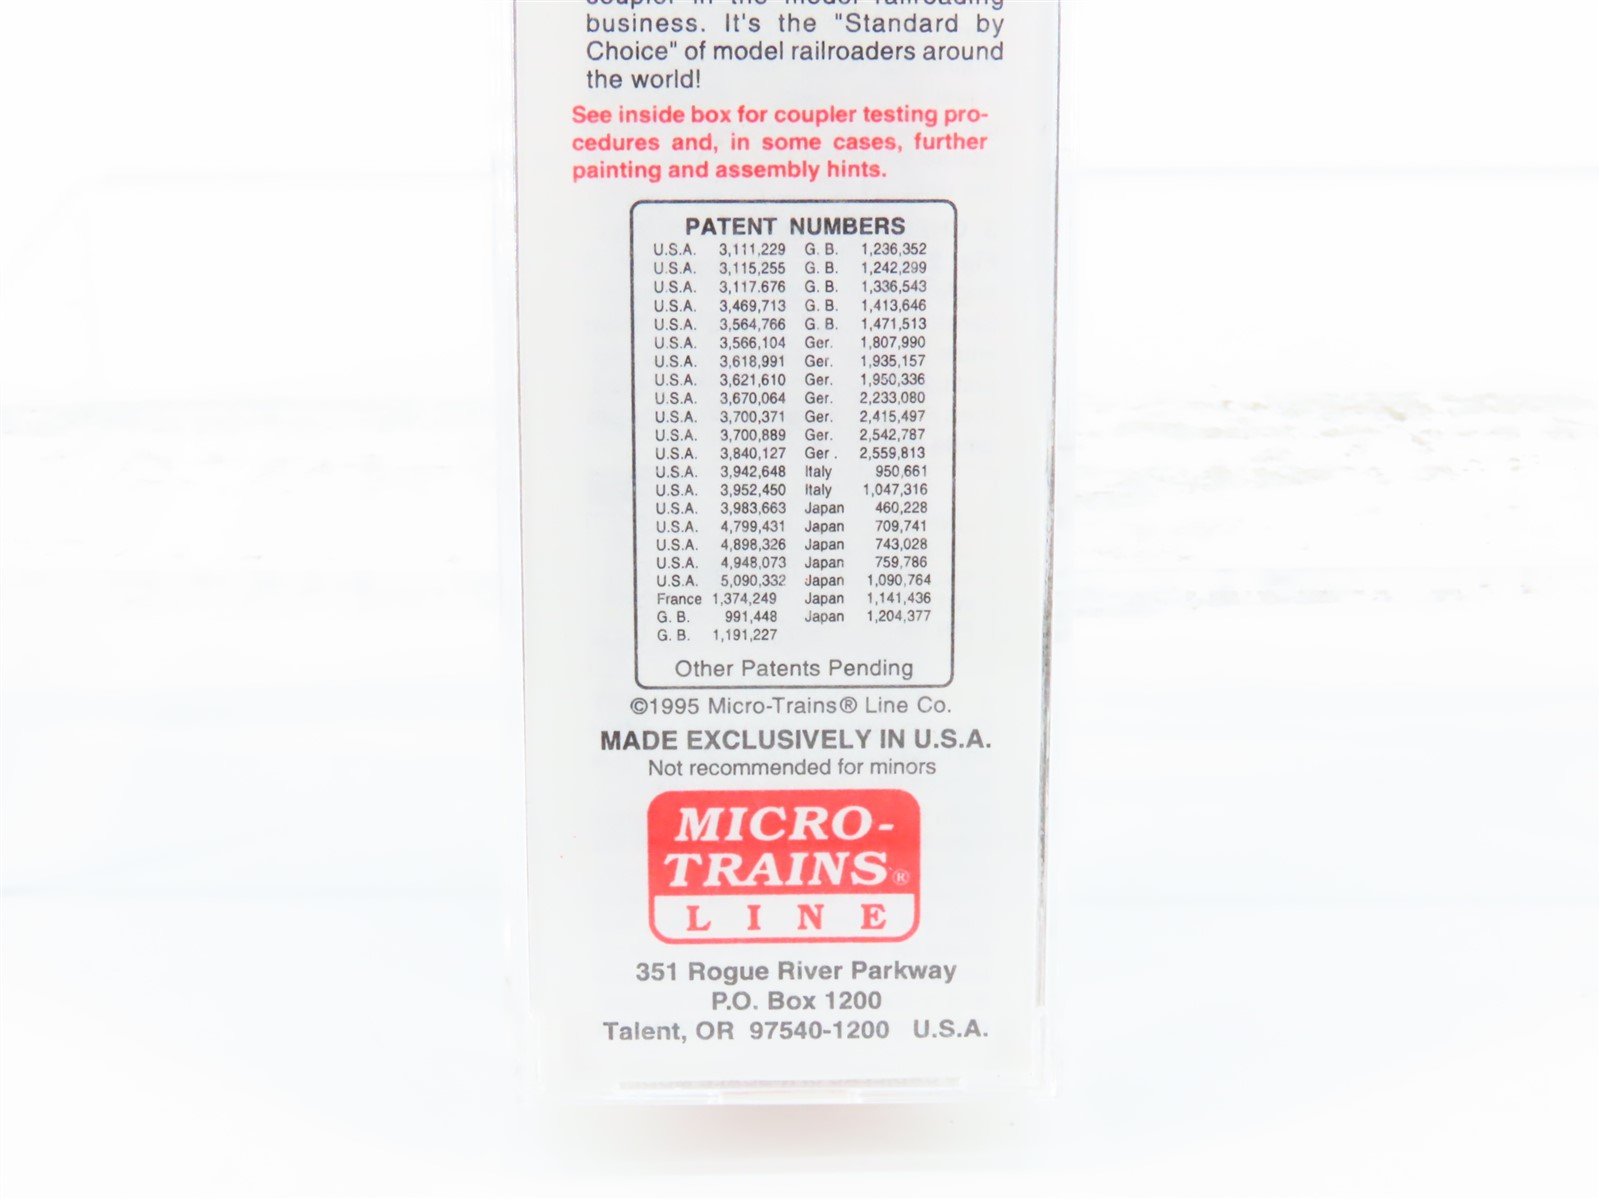 coupler in the model railroading
business. It's the "Standard by
Choice" of model railroaders around
the world!
See inside box for coupler testing pro-
cedures and, in some cases, further
painting and assembly hints.
PATENT NUMBERS
U.S.A. 3,111,229 G. B. 1,236,352
U.S.A. 3,115,255 G. B. 1,242,299
U.S.A. 3,117.676 G. B. 1,336,543
U.S.A. 3,469,713 G. B. 1,413,646
U.S.A. 3,564,766 G. B. 1,471,513
U.S.A. 3,566,104 Ger. 1,807,990
U.S.A. 3,618,991 Ger. 1,935,157
U.S.A. 3,621,610 Ger. 1,950,336
U.S.A. 3,670,064 Ger. 2,233,080
U.S.A. 3,700,371 Ger. 2,415,497
U.S.A. 3,700,889 Ger. 2,542,787
U.S.A. 3,840,127 Ger . 2,559,813
U.S.A. 3,942,648 Italy 950,661
U.S.A. 3,952,450 Italy 1,047,316
U.S.A. 3,983,663 Japan 460,228
U.S.A. 4,799,431 Japan 709,741
U.S.A. 4,898,326 Japan 743,028
U.S.A. 4,948,073 Japan 759,786
U.S.A. 5,090,332 Japan 1,090,764
France 1,374,249 Japan 1,141,436
G. B. 991,448 Japan 1,204,377
G. B. 1,191,227
Other Patents Pending
©1995 Micro-Trains® Line Co.
MADE EXCLUSIVELY IN U.S.A.
Not recommended for minors
MICRO-
TRAINS®
LINE
351 Rogue River Parkway
P.O. Box 1200
Talent, OR 97540-1200 U.S.A.